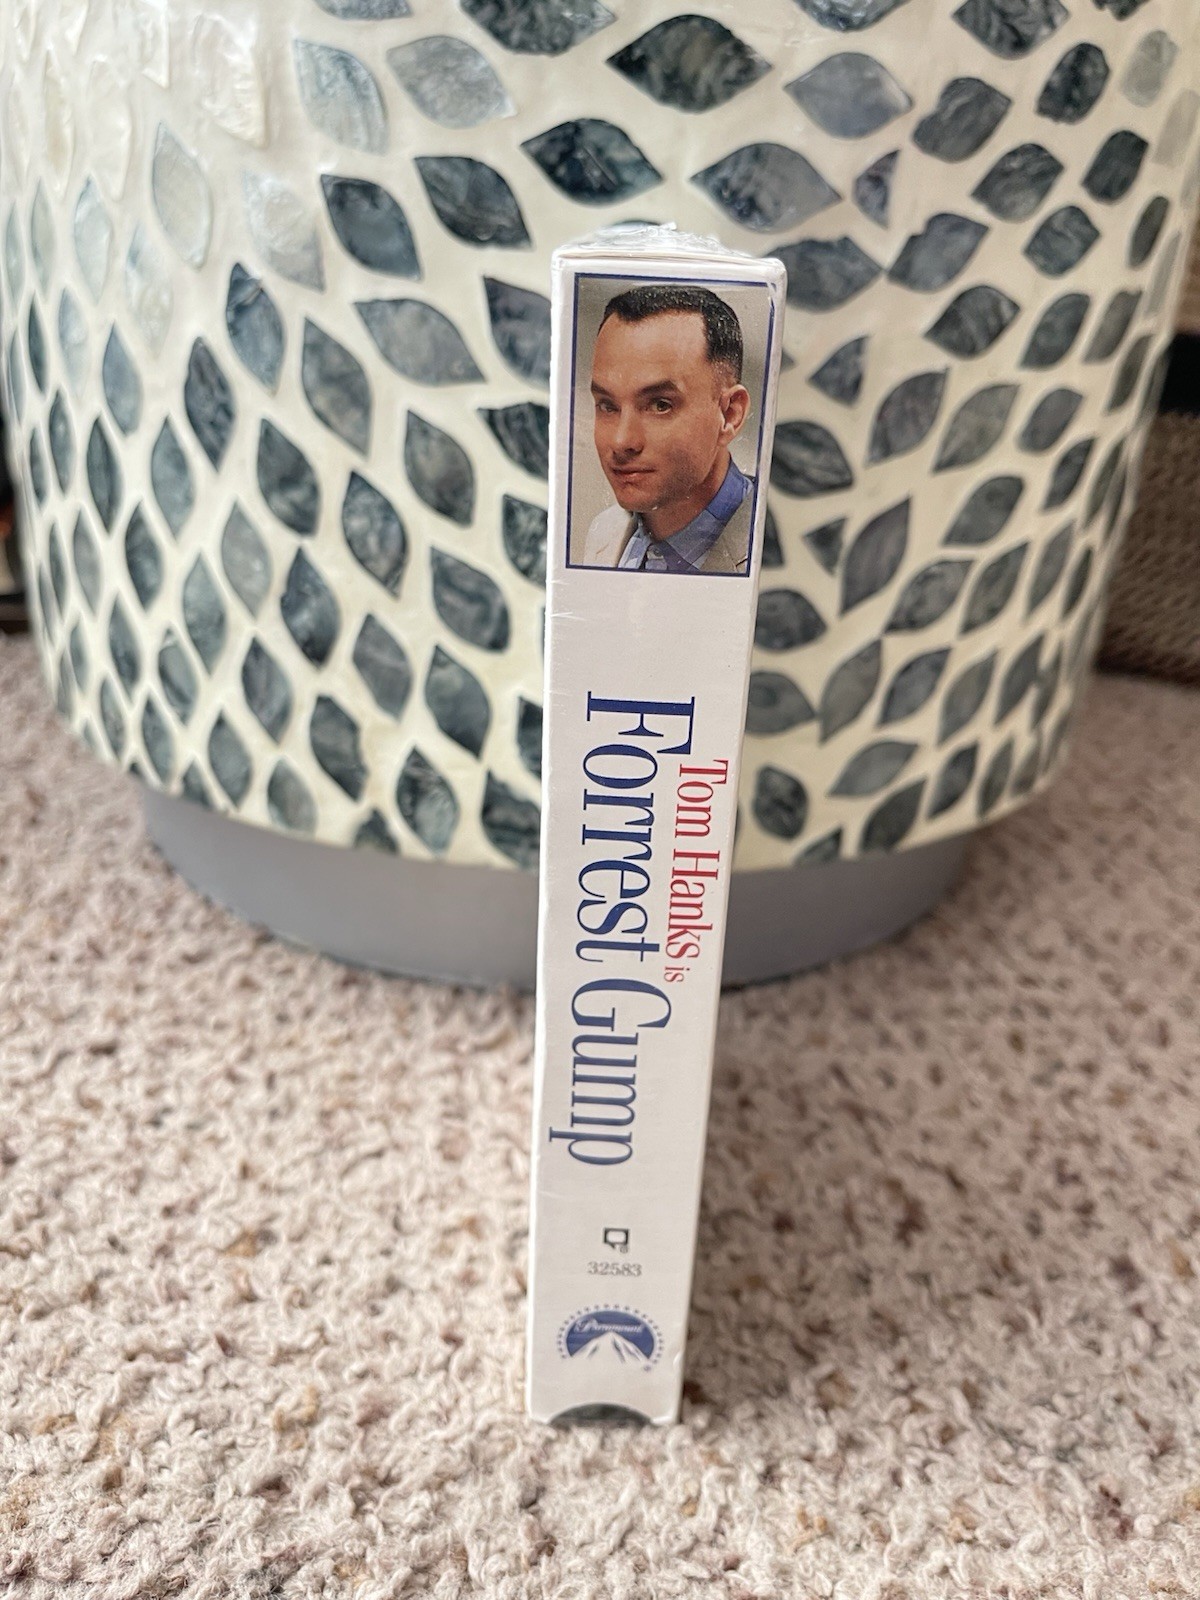 Tom Hanks is
Forrest Gump
32583
Paramount